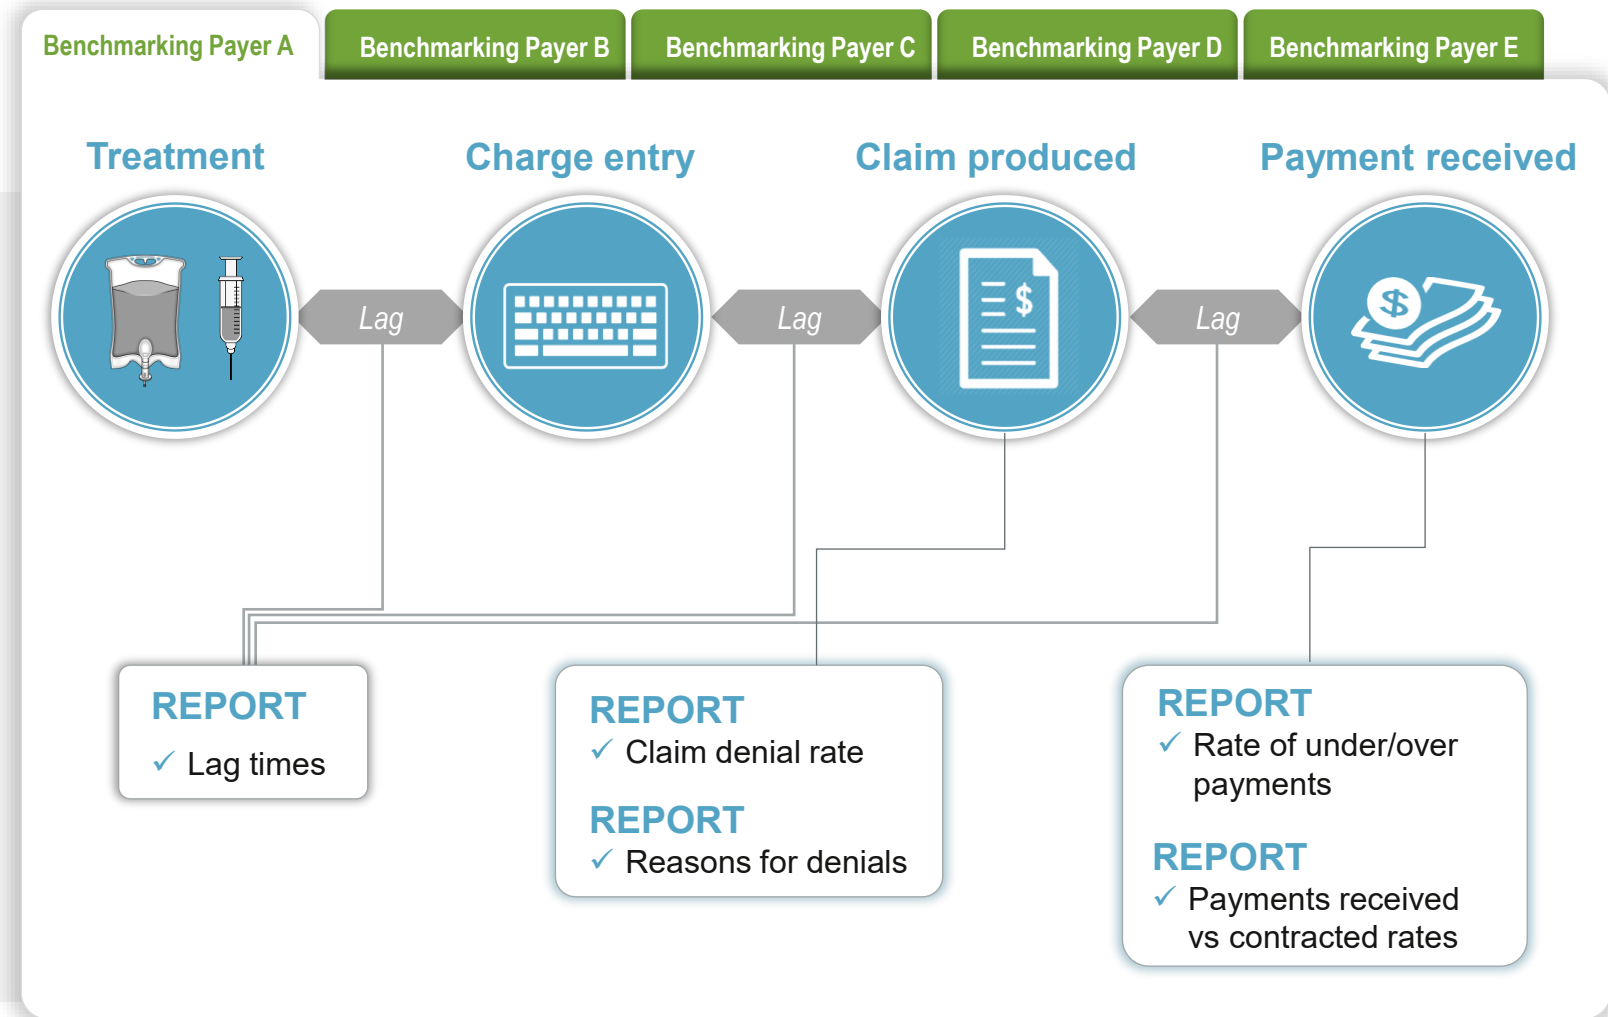 Benchmarking Payer A
Benchmarking Payer B
Benchmarking Payer C
Benchmarking Payer D
Benchmarking Payer E
Treatment
Charge entry
Claim produced
Payment received
Lag
Lag
$
Lag
$
REPORT
✓ Lag times
REPORT
✓ Claim denial rate
REPORT
✓ Reasons for denials
REPORT
✓ Rate of under/over
payments
REPORT
✓ Payments received
vs contracted rates